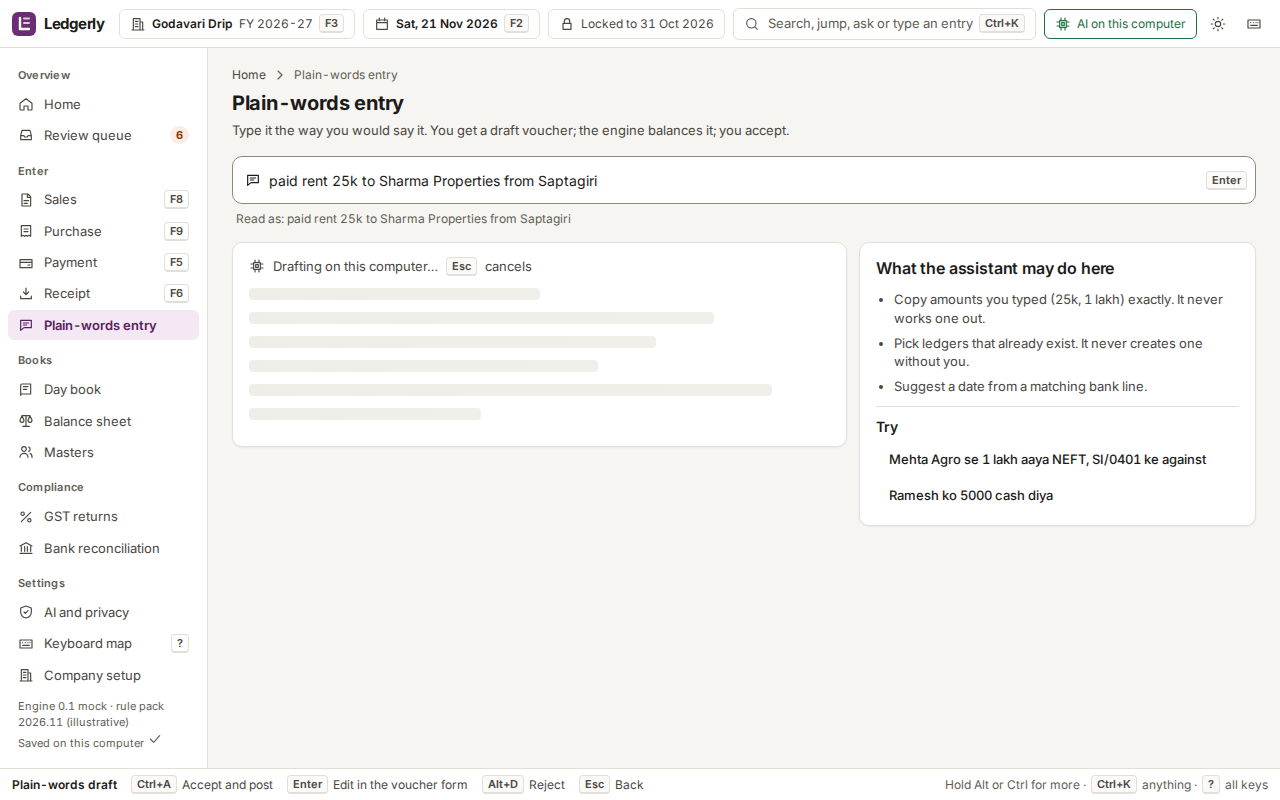 Ledgerly
Godavari Drip FY 2026-27 F3
Sat, 21 Nov 2026 F2
Locked to 31 Oct 2026
Search, jump, ask or type an entry Ctrl+K
AI on this computer
Overview
Home
Review queue 6
Enter
Sales F8
Purchase F9
Payment F5
Receipt F6
Plain-words entry
Books
Day book
Balance sheet
Masters
Compliance
GST returns
Bank reconciliation
Settings
AI and privacy
Keyboard map ?
Company setup
Engine 0.1 mock · rule pack
2026.11 (illustrative)
Saved on this computer
Home Plain-words entry
Plain-words entry
Type it the way you would say it. You get a draft voucher; the engine balances it; you accept.
paid rent 25k to Sharma Properties from Saptagiri Enter
Read as: paid rent 25k to Sharma Properties from Saptagiri
Drafting on this computer... Esc cancels
What the assistant may do here
• Copy amounts you typed (25k, 1 lakh) exactly. It never
works one out.
• Pick ledgers that already exist. It never creates one
without you.
• Suggest a date from a matching bank line.
Try
Mehta Agro se 1 lakh aaya NEFT, SI/0401 ke against
Ramesh ko 5000 cash diya
Plain-words draft Ctrl+A Accept and post Enter Edit in the voucher form Alt+D Reject Esc Back
Hold Alt or Ctrl for more · Ctrl+K anything · ? all keys